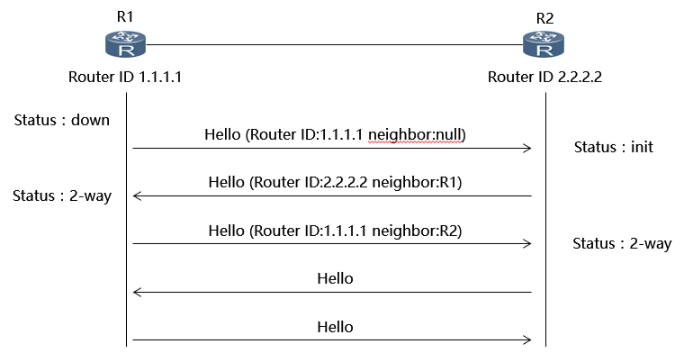 R1
R2
R
R
Router ID 1.1.1.1
Router ID 2.2.2.2
Status : down
Hello (Router ID:1.1.1.1 neighbor:null)
Status : init
Hello (Router ID:2.2.2.2 neighbor:R1)
Status : 2-way
Hello (Router ID:1.1.1.1 neighbor:R2)
Status : 2-way
Hello
Hello